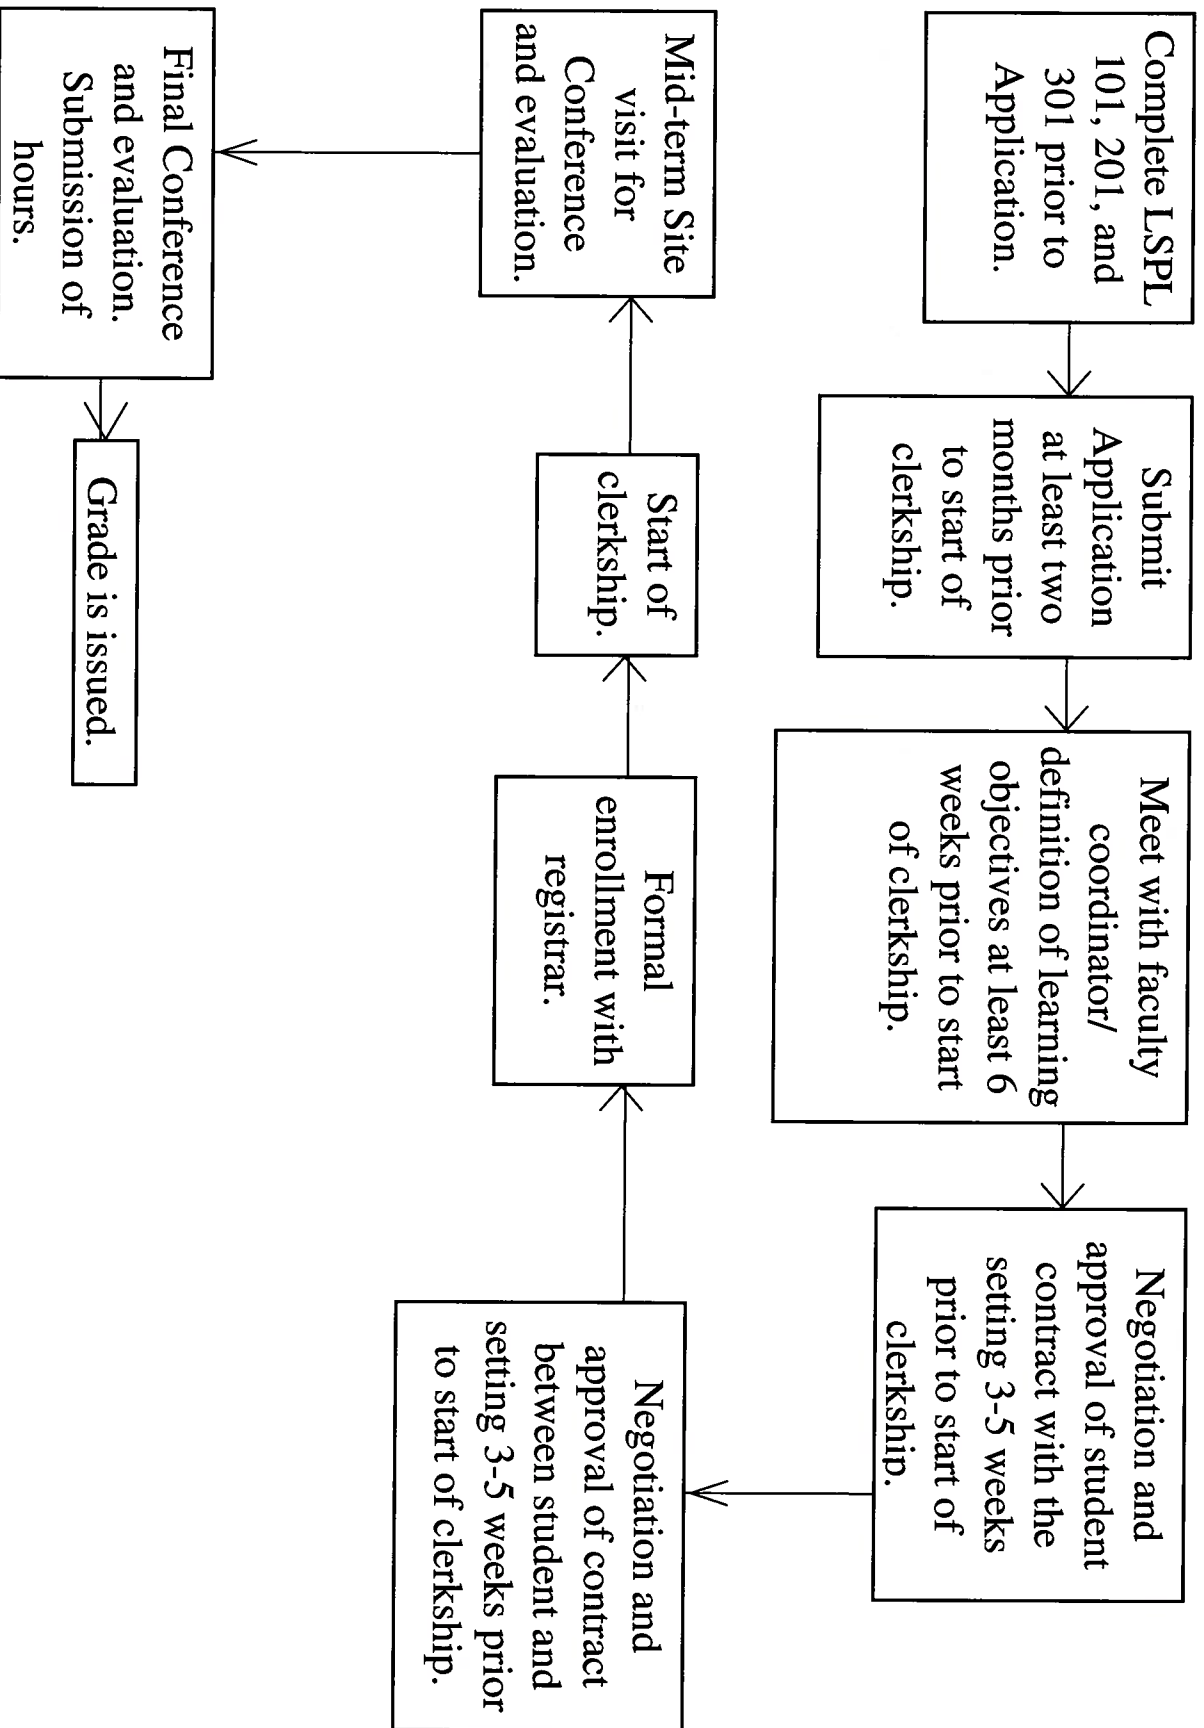 Complete LSPL
101, 201, and
301 prior to
Application.
Submit
Application
at least two
months prior
to start of
clerkship.
Meet with faculty
coordinator/
definition of learning
objectives at least 6
weeks prior to start
of clerkship.
Negotiation and
approval of student
contract with the
setting 3-5 weeks
prior to start of
clerkship.
Negotiation and
approval of contract
between student and
setting 3-5 weeks prior
to start of clerkship.
Formal
enrollment with
registrar.
Start of
clerkship.
Mid-term Site
visit for
Conference
and evaluation.
Final Conference
and evaluation.
Submission of
hours.
Grade is issued.